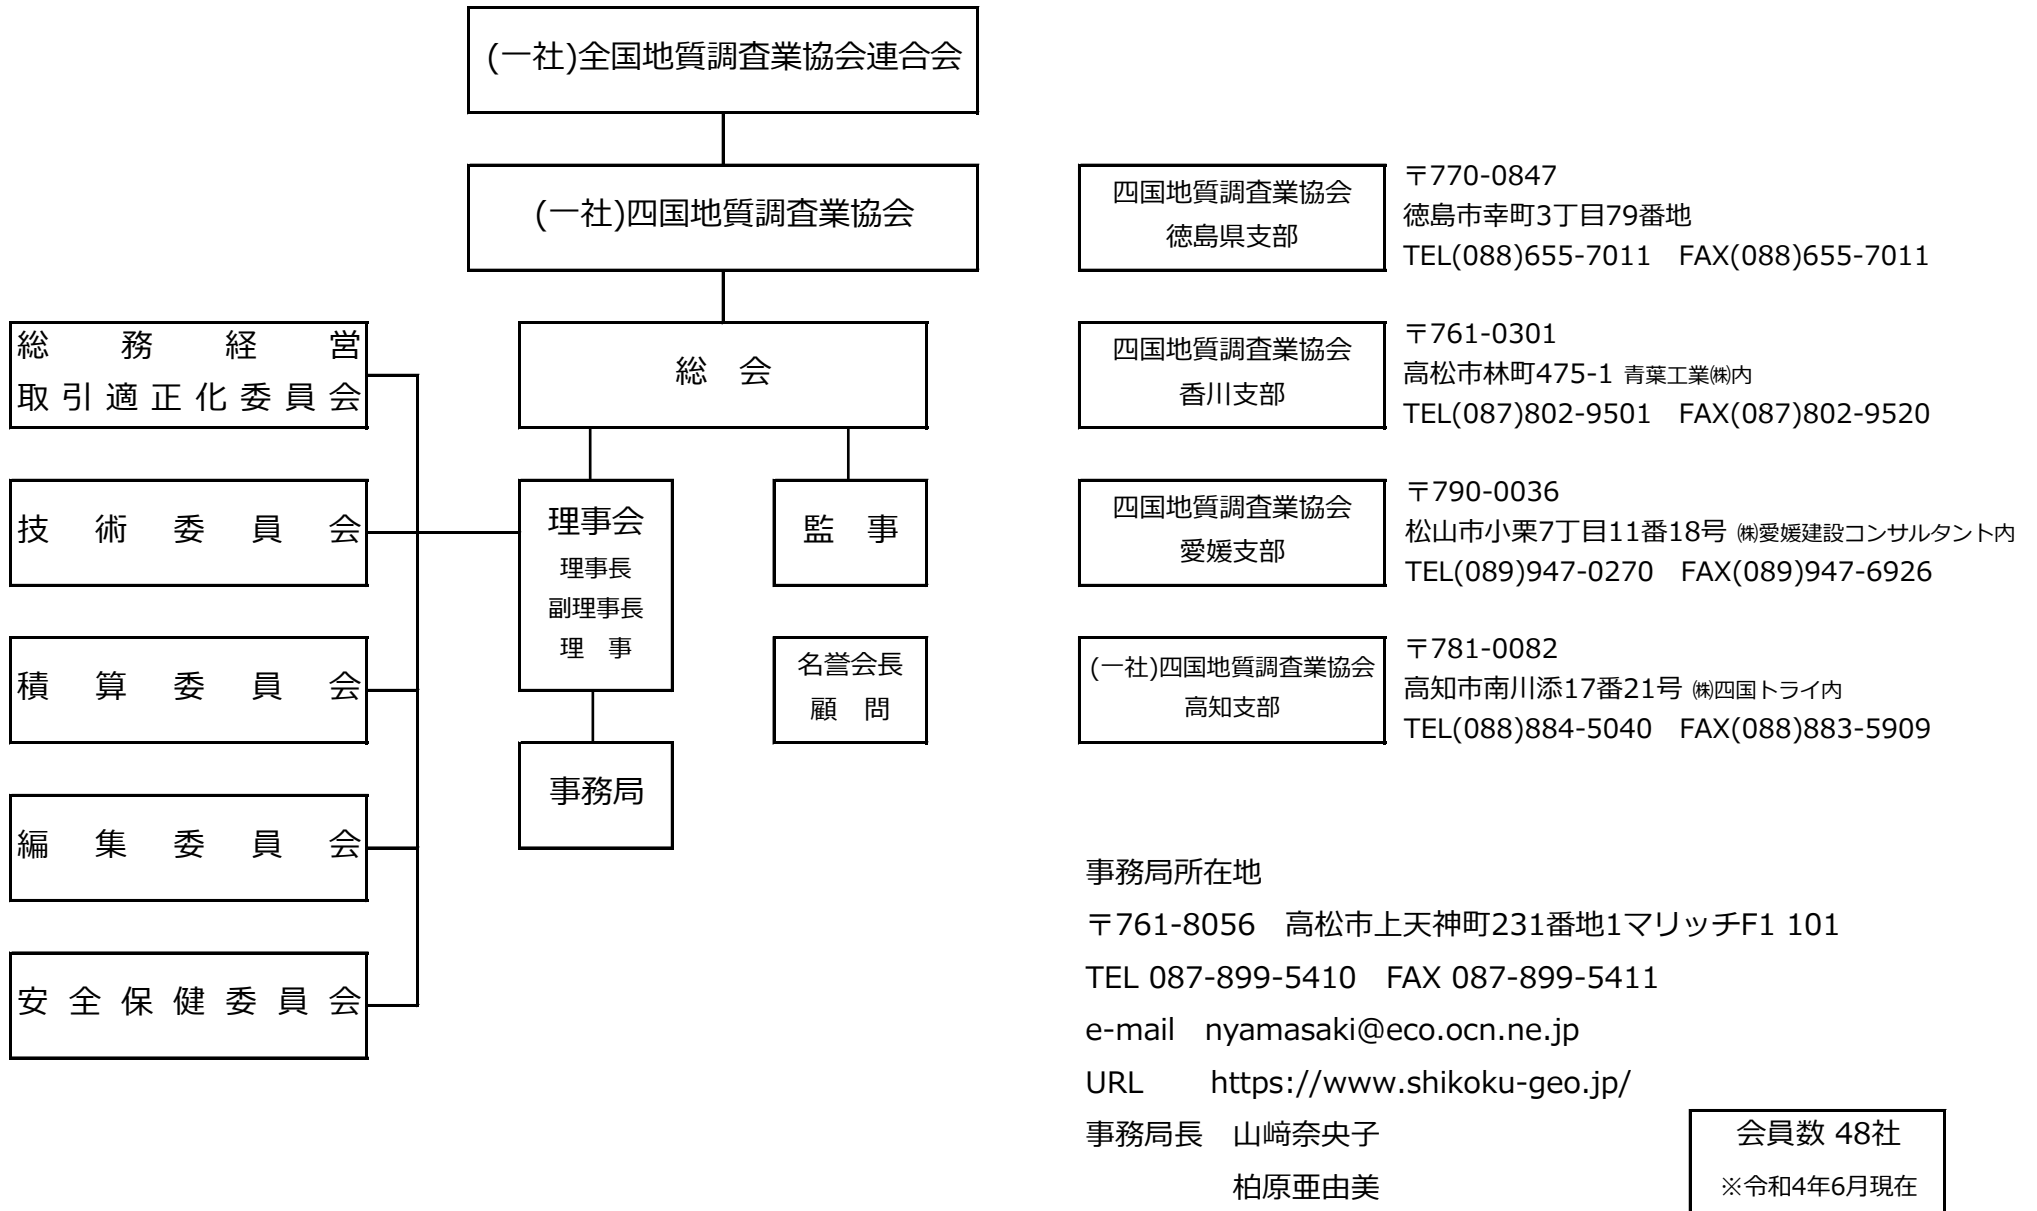 (一社)全国地質調査業協会連合会
(一社)四国地質調査業協会
総会
総務経営
取引適正化委員会
技術委員会
積算委員会
編集委員会
安全保健委員会
理事会
理事長
副理事長
理事
監事
名誉会長
顧問
事務局
四国地質調査業協会
徳島県支部
〒770-0847
徳島市幸町3丁目79番地
TEL(088)655-7011 FAX(088)655-7011
四国地質調査業協会
香川支部
〒761-0301
高松市林町475-1 青葉工業㈱内
TEL(087)802-9501 FAX(087)802-9520
四国地質調査業協会
愛媛支部
〒790-0036
松山市小栗7丁目11番18号 ㈱愛媛建設コンサルタント内
TEL(089)947-0270 FAX(089)947-6926
(一社)四国地質調査業協会
高知支部
〒781-0082
高知市南川添17番21号 ㈱四国トライ内
TEL(088)884-5040 FAX(088)883-5909
事務局所在地
〒761-8056 高松市上天神町231番地1マリッチF1 101
TEL 087-899-5410 FAX 087-899-5411
e-mail nyamasaki@eco.ocn.ne.jp
URL https://www.shikoku-geo.jp/
事務局長 山﨑奈央子
柏原亜由美
会員数 48社
※令和4年6月現在